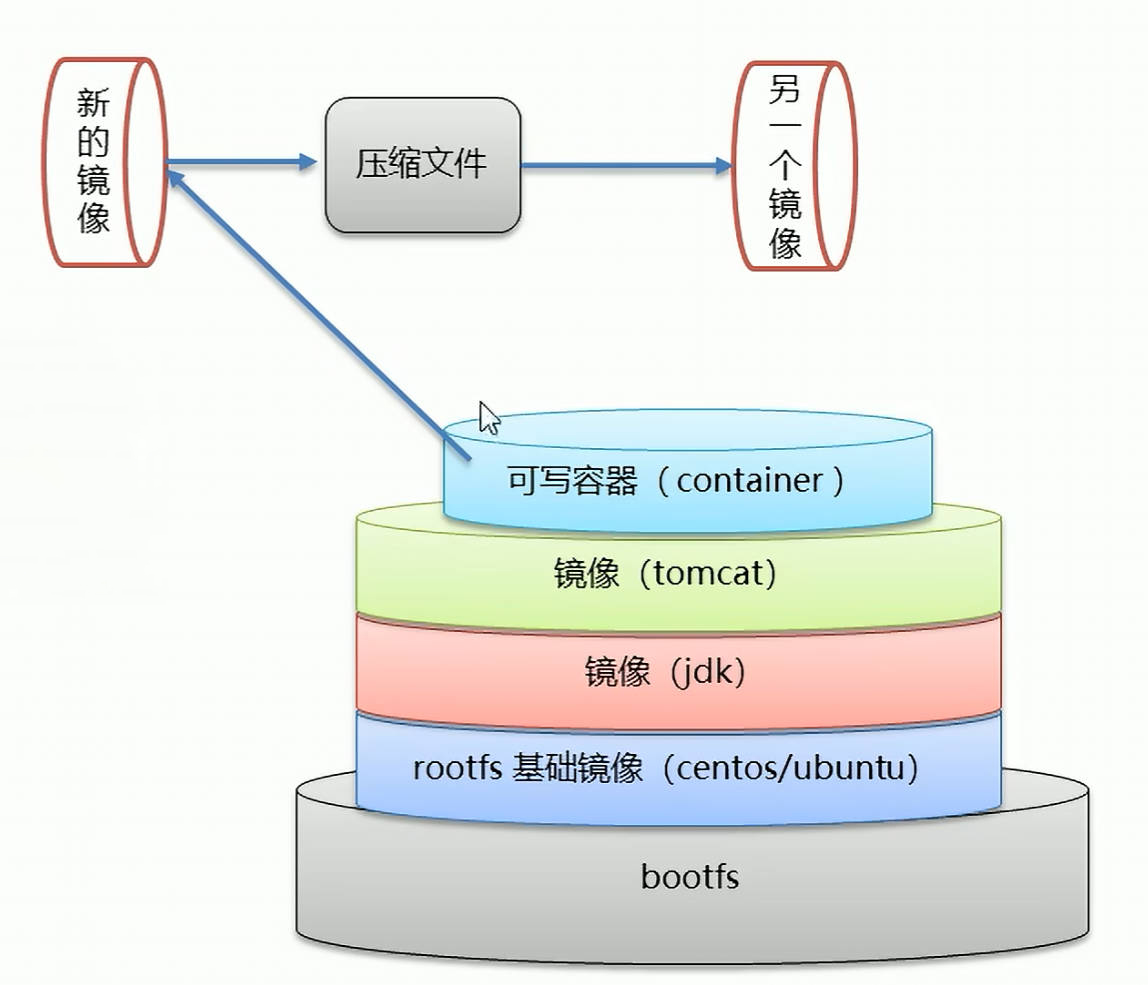 新的镜像
压缩文件
另一个镜像
可写容器（container）
镜像（tomcat）
镜像（jdk）
rootfs 基础镜像（centos/ubuntu）
bootfs